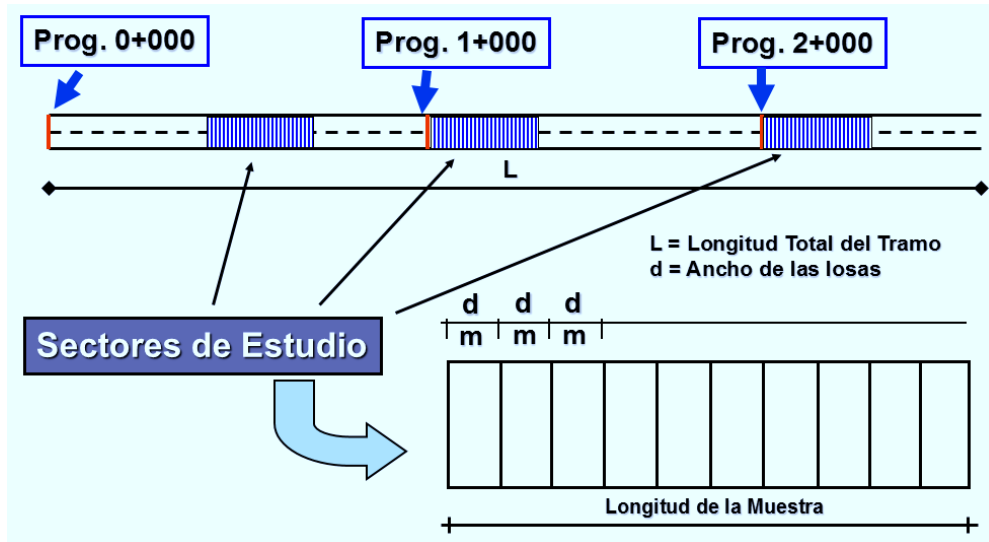 Prog. 0+000
Prog. 1+000
Prog. 2+000
L
L = Longitud Total del Tramo
d = Ancho de las losas
Sectores de Estudio
d d d
m m m
Longitud de la Muestra